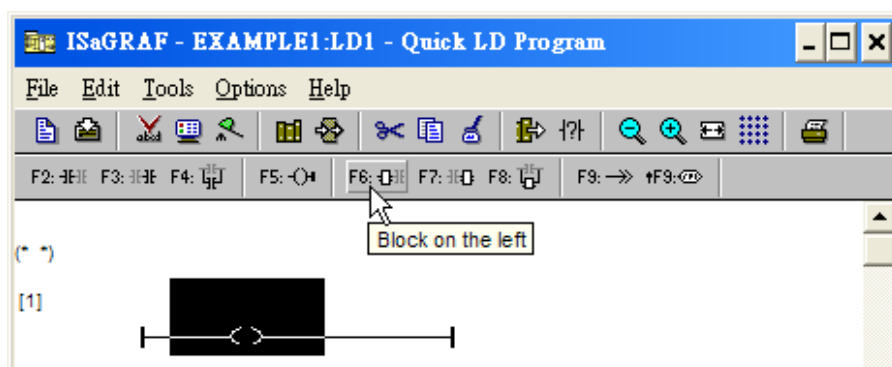 ISaGRAF - EXAMPLE1:LD1 - Quick LD Program
File Edit Tools Options Help
F2: F3: F4: F5: F6: F7: F8: F9: F9:
Block on the left
(* *)
[1]